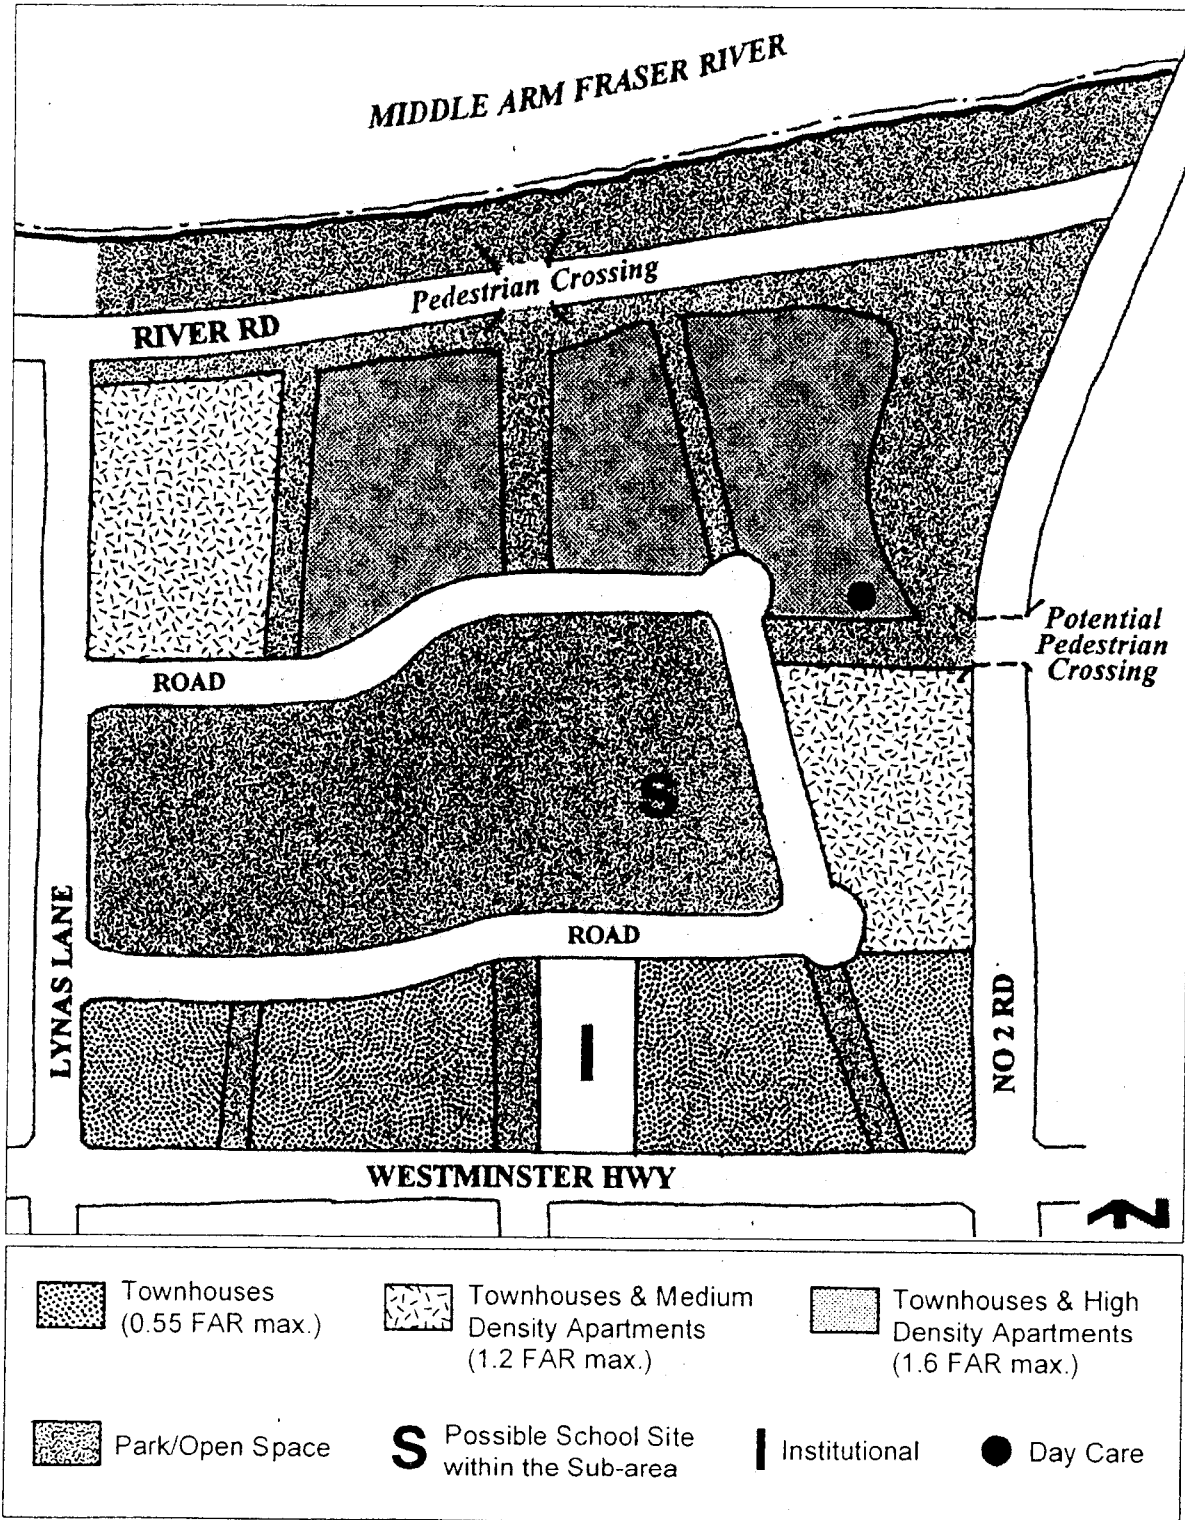 MIDDLE ARM FRASER RIVER
Pedestrian Crossing
RIVER RD
Potential
Pedestrian
Crossing
ROAD
S
ROAD
LYNAS LANE
I
NO 2 RD
WESTMINSTER HWY
N
Townhouses
(0.55 FAR max.)
Townhouses & Medium
Density Apartments
(1.2 FAR max.)
Townhouses & High
Density Apartments
(1.6 FAR max.)
Park/Open Space
S Possible School Site
within the Sub-area
I Institutional
Day Care